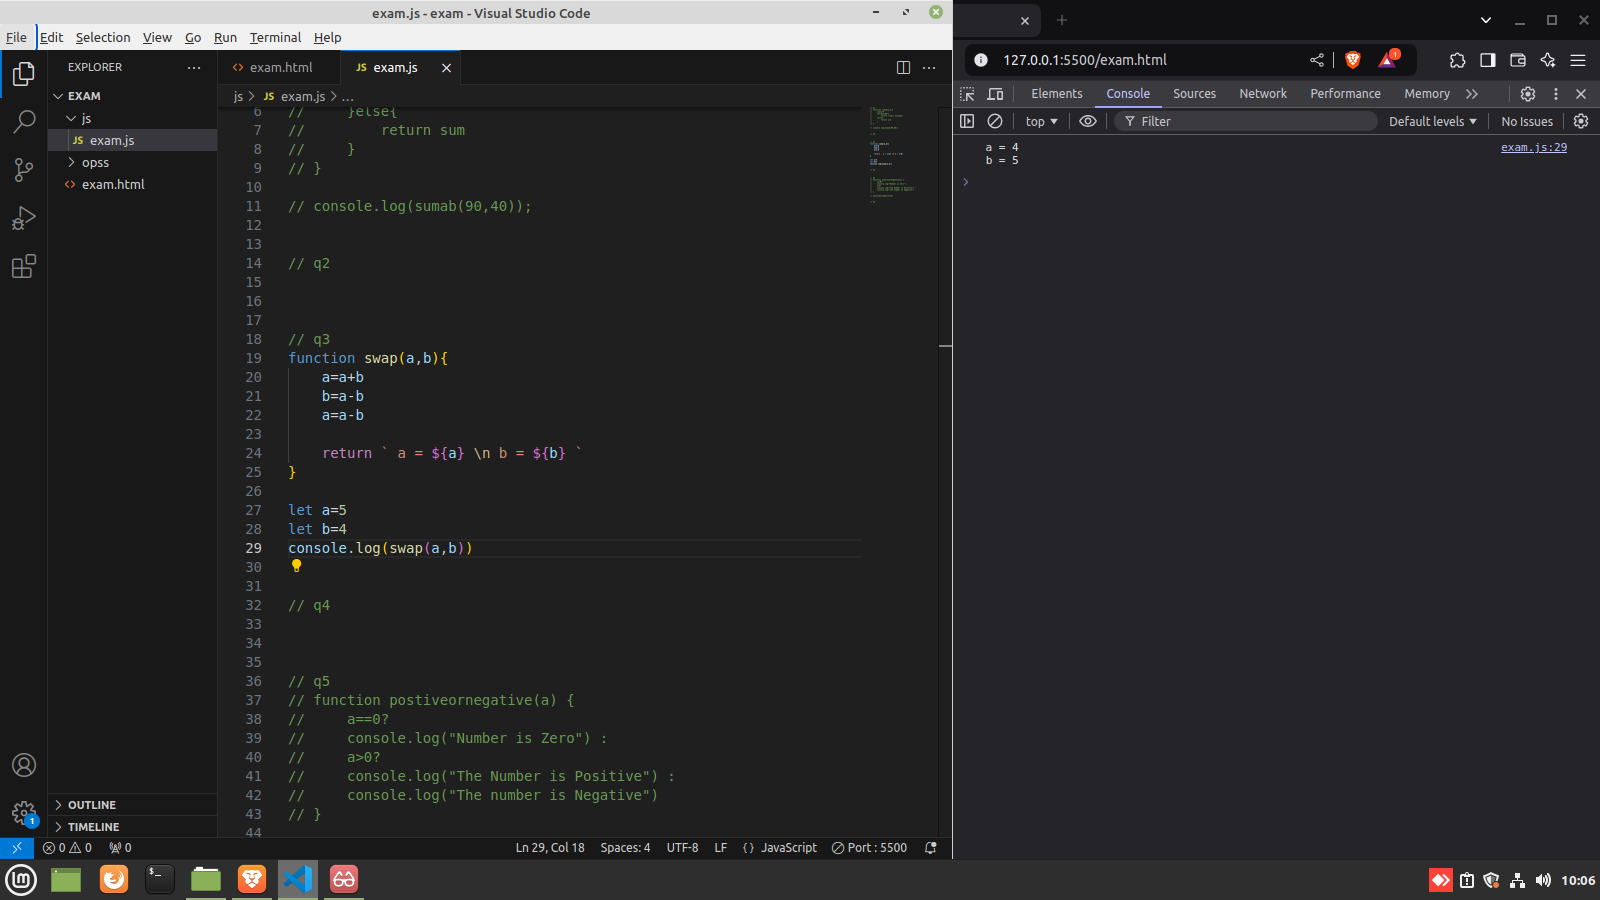 exam.js - exam - Visual Studio Code
File Edit Selection View Go Run Terminal Help
EXPLORER
EXAM
js
JS exam.js
opss
exam.html
OUTLINE
TIMELINE
exam.html
JS exam.js
js > JS exam.js > ...
6 //     }else{
7 //         return sum
8 //     }
9 // }
10
11 // console.log(sumab(90,40));
12
13
14 // q2
15
16
17
18 // q3
19 function swap(a,b){
20     a=a+b
21     b=a-b
22     a=a-b
23
24     return ` a = ${a} \n b = ${b} `
25 }
26
27 let a=5
28 let b=4
29 console.log(swap(a,b))
30
31
32 // q4
33
34
35
36 // q5
37 // function postiveornegative(a) {
38 //     a==0?
39 //     console.log("Number is Zero") :
40 //     a>0?
41 //     console.log("The Number is Positive") :
42 //     console.log("The number is Negative")
43 // }
44
1
0 0 0 Ln 29, Col 18 Spaces: 4 UTF-8 LF {} JavaScript Port : 5500
127.0.0.1:5500/exam.html
1
Elements Console Sources Network Performance Memory
top Filter Default levels No Issues
a = 4 exam.js:29
b = 5
10:06